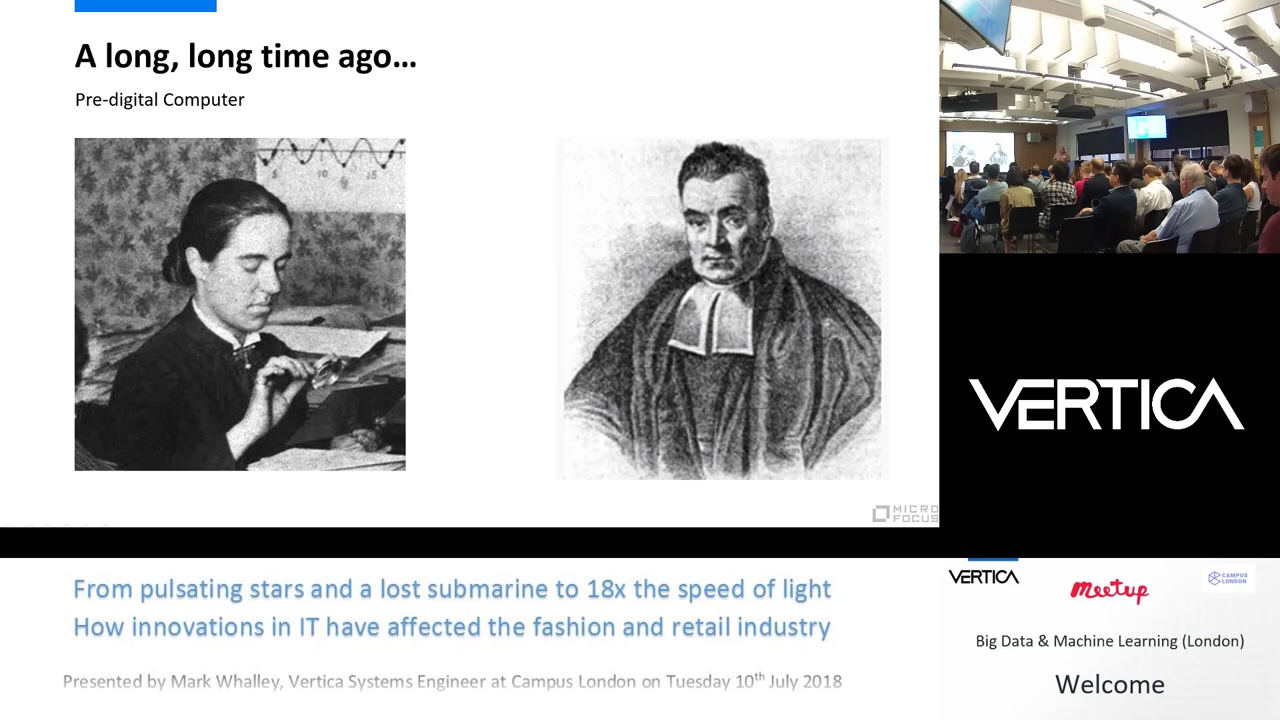 A long, long time ago...
Pre-digital Computer
5 10 15
MICRO
FOCUS
VERTICA
From pulsating stars and a lost submarine to 18x the speed of light
How innovations in IT have affected the fashion and retail industry
Presented by Mark Whalley, Vertica Systems Engineer at Campus London on Tuesday 10th July 2018
VERTICA
meetup
CAMPUS
LONDON
Big Data & Machine Learning (London)
Welcome